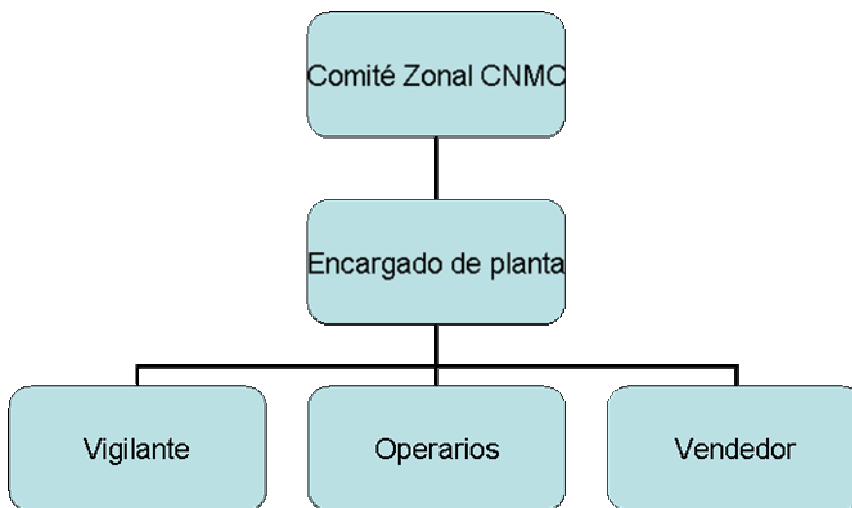 Comité Zonal CNMC
Encargado de planta
Vigilante
Operarios
Vendedor